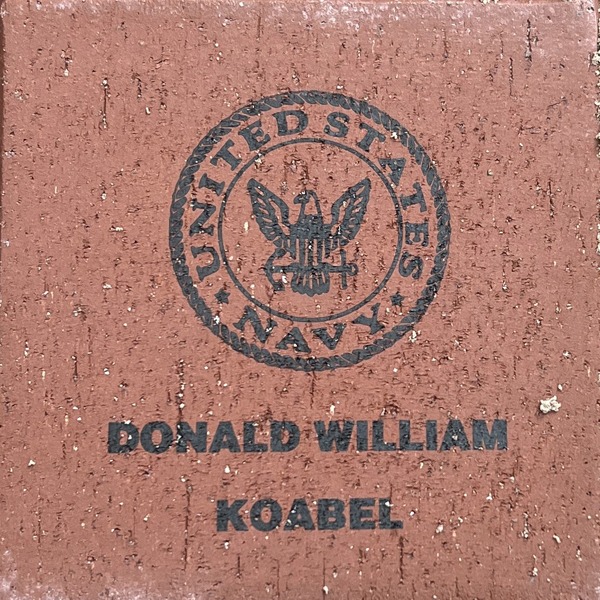 UNITED STATES
NAVY
DONALD WILLIAM
KOABEL